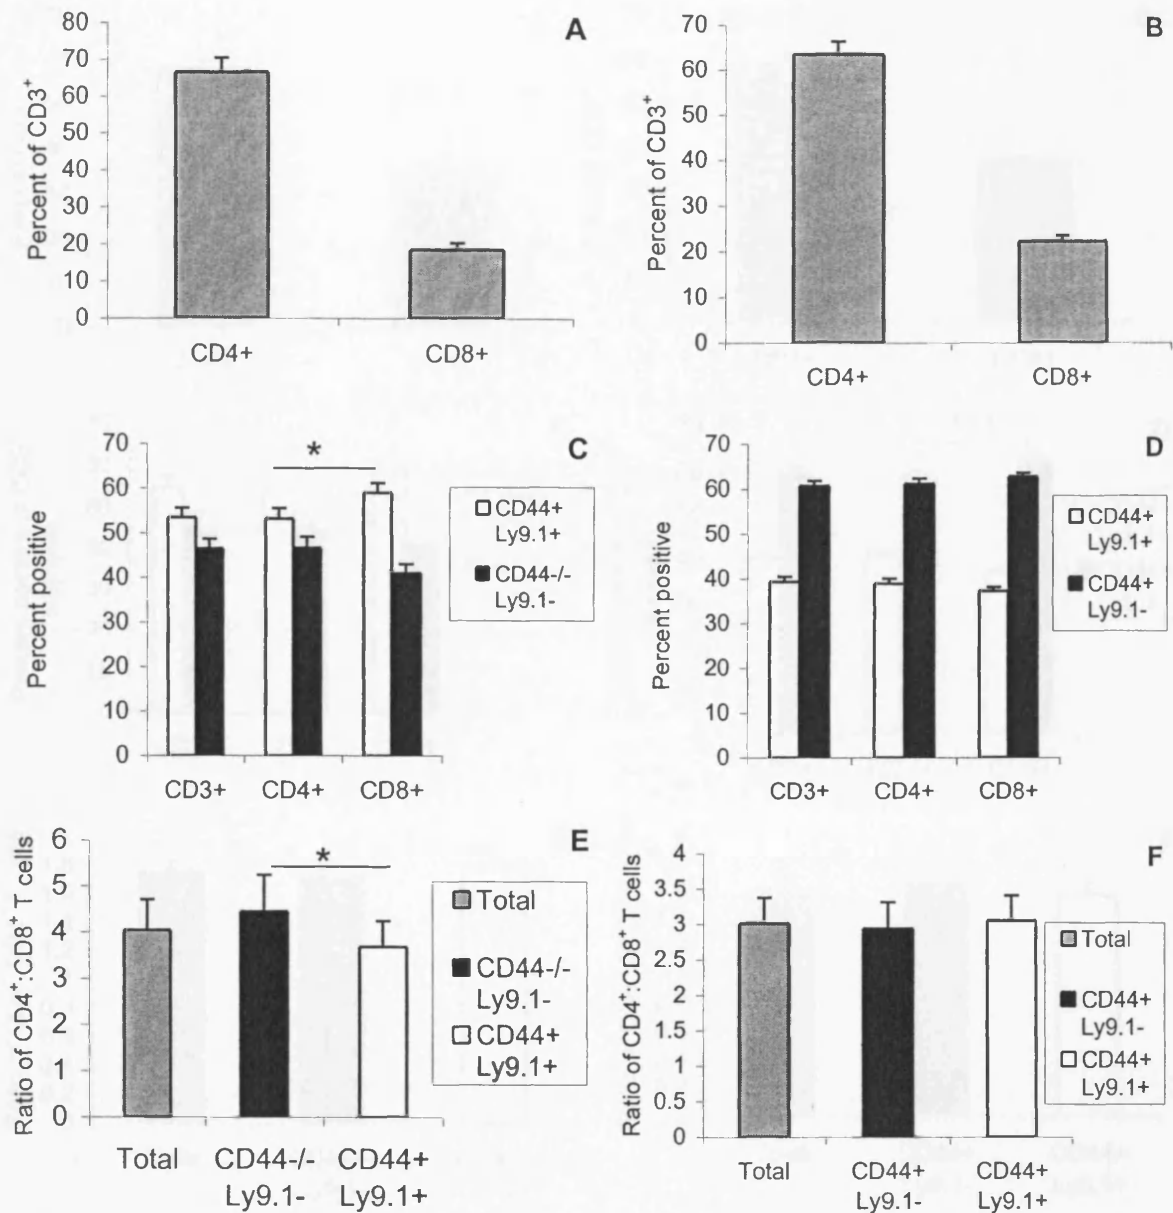 A
Percent of CD3+
80
70
60
50
40
30
20
10
0
CD4+
CD8+
B
Percent of CD3+
70
60
50
40
30
20
10
0
CD4+
CD8+
C
Percent positive
70
60
50
40
30
20
10
0
*
CD3+
CD4+
CD8+
CD44+
Ly9.1+
CD44-/-
Ly9.1-
D
Percent positive
70
60
50
40
30
20
10
0
CD3+
CD4+
CD8+
CD44+
Ly9.1+
CD44+
Ly9.1-
E
Ratio of CD4+:CD8+ T cells
6
5
4
3
2
1
0
*
Total
CD44-/-
Ly9.1-
CD44+
Ly9.1+
Total
CD44-/-
Ly9.1-
CD44+
Ly9.1+
F
Ratio of CD4+:CD8+ T cells
4
3.5
3
2.5
2
1.5
1
0.5
0
Total
CD44+
Ly9.1-
CD44+
Ly9.1+
Total
CD44+
Ly9.1-
CD44+
Ly9.1+